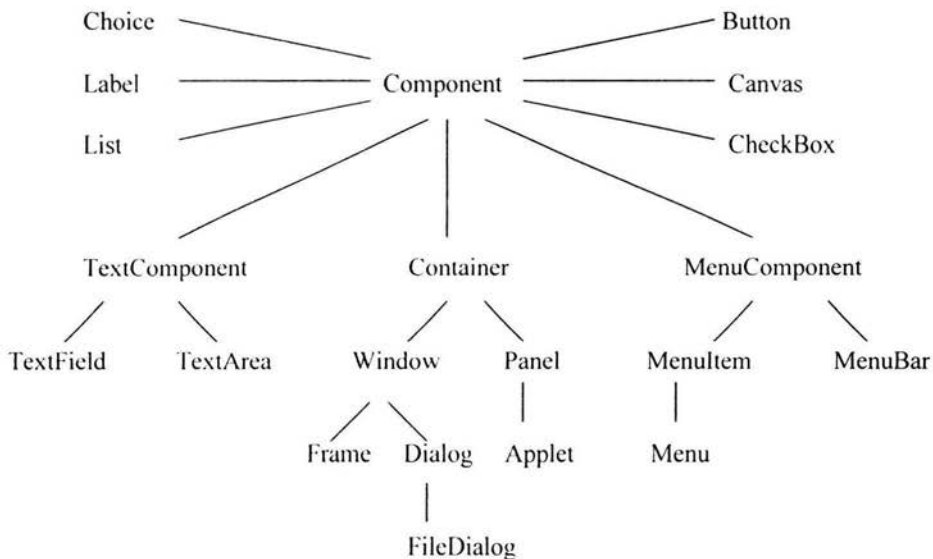 Choice Button
Label Component Canvas
List CheckBox
TextComponent Container MenuComponent
TextField TextArea Window Panel MenuItem MenuBar
Frame Dialog Applet Menu
FileDialog